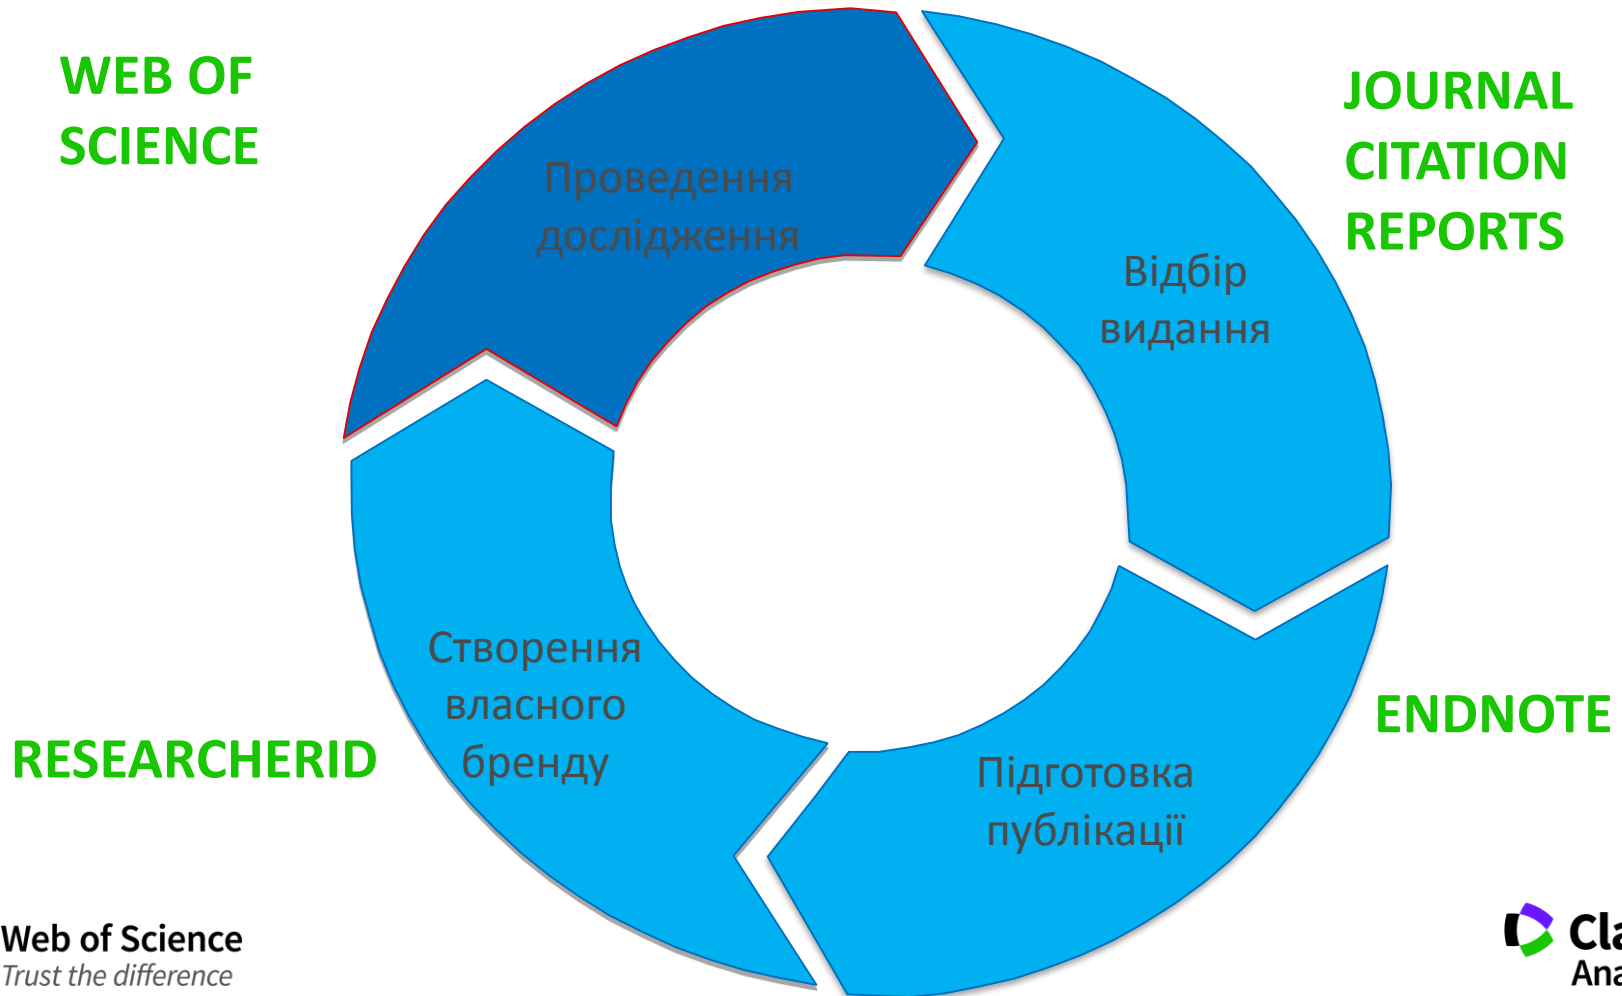 WEB OF
SCIENCE
Проведення
дослідження
JOURNAL
CITATION
REPORTS
Відбір
видання
Створення
власного
бренду
RESEARCHERID
ENDNOTE
Підготовка
публікації
Web of Science
Trust the difference